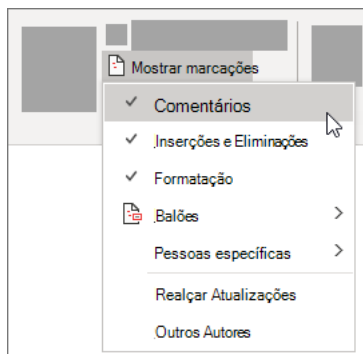 Mostrar marcações
Comentários
Inserções e Eliminações
Formatação
Balões
Pessoas específicas
Realçar Atualizações
Outros Autores